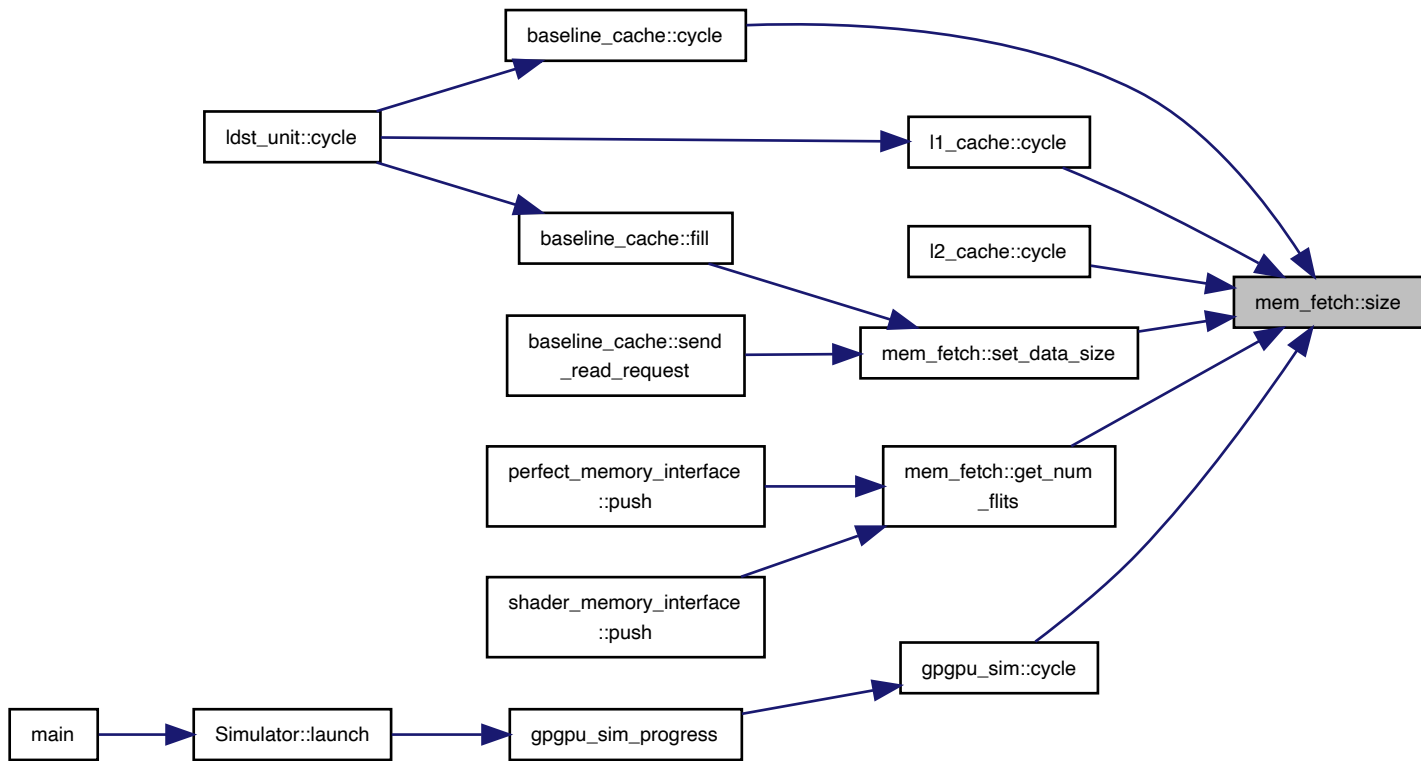 baseline_cache::cycle
ldst_unit::cycle
l1_cache::cycle
baseline_cache::fill
l2_cache::cycle
mem_fetch::size
baseline_cache::send
_read_request
mem_fetch::set_data_size
perfect_memory_interface
::push
mem_fetch::get_num
_flits
shader_memory_interface
::push
gpgpu_sim::cycle
main
Simulator::launch
gpgpu_sim_progress